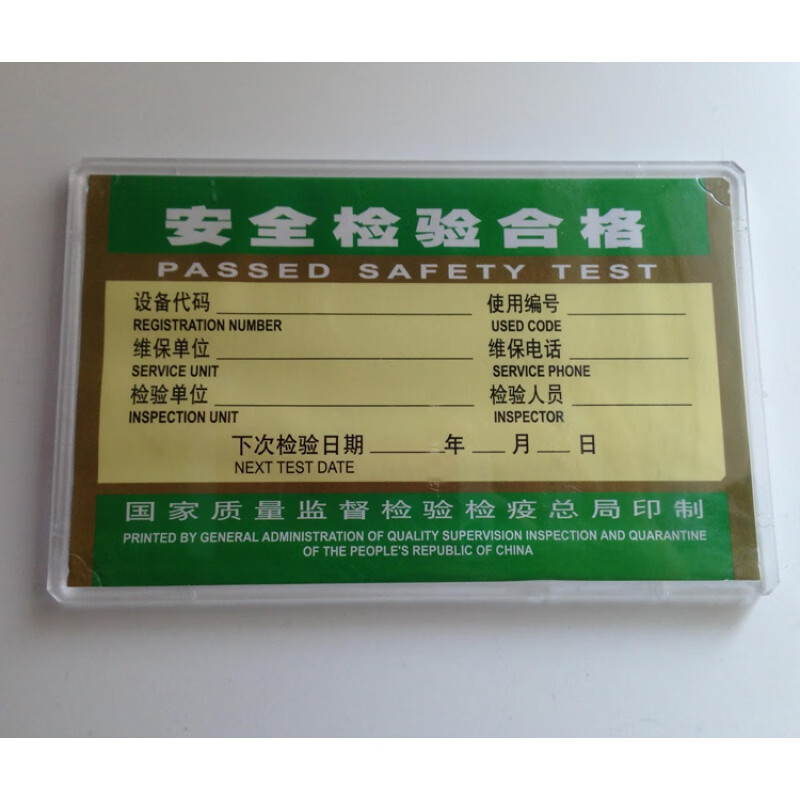 安全检验合格
PASSED SAFETY TEST
设备代码 使用编号
REGISTRATION NUMBER USED CODE
维保单位 维保电话
SERVICE UNIT SERVICE PHONE
检验单位 检验人员
INSPECTION UNIT INSPECTOR
下次检验日期 年 月 日
NEXT TEST DATE
国家质量监督检验检疫总局印制
PRINTED BY GENERAL ADMINISTRATION OF QUALITY SUPERVISION INSPECTION AND QUARANTINE
OF THE PEOPLE'S REPUBLIC OF CHINA